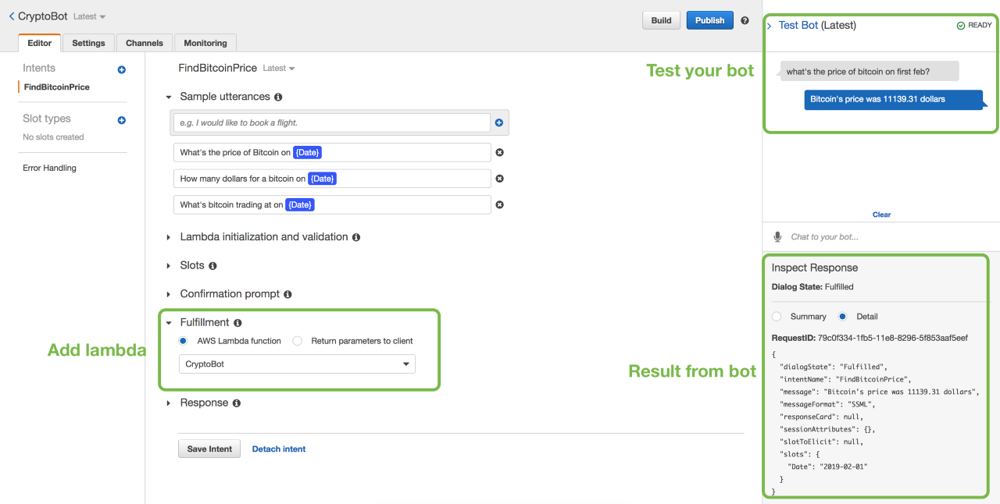 CryptoBot Latest
Build
Publish
Editor
Settings
Channels
Monitoring
Intents
FindBitcoinPrice
Slot types
No slots created
Error Handling
FindBitcoinPrice Latest
Sample utterances
e.g. I would like to book a flight.
What's the price of Bitcoin on {Date}
How many dollars for a bitcoin on {Date}
What's bitcoin trading at on {Date}
Lambda initialization and validation
Slots
Confirmation prompt
Add lambda
Fulfillment
AWS Lambda function
Return parameters to client
CryptoBot
Response
Save Intent
Detach intent
Test your bot
Test Bot (Latest)
READY
what's the price of bitcoin on first feb?
Bitcoin's price was 11139.31 dollars
Clear
Chat to your bot...
Result from bot
Inspect Response
Dialog State: Fulfilled
Summary
Detail
RequestID: 79c0f334-1fb5-11e8-8296-5f853aaf5eef
{
"dialogState": "Fulfilled",
"intentName": "FindBitcoinPrice",
"message": "Bitcoin's price was 11139.31 dollars",
"messageFormat": "SSML",
"responseCard": null,
"sessionAttributes": {},
"slotToElicit": null,
"slots": {
"Date": "2019-02-01"
}
}